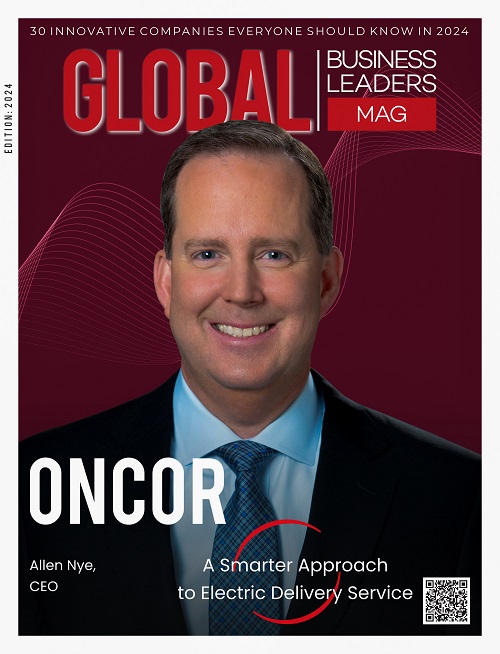 30 INNOVATIVE COMPANIES EVERYONE SHOULD KNOW IN 2024
GLOBAL
BUSINESS
LEADERS
MAG
EDITION: 2024
ONCOR
Allen Nye,
CEO
A Smarter Approach
to Electric Delivery Service